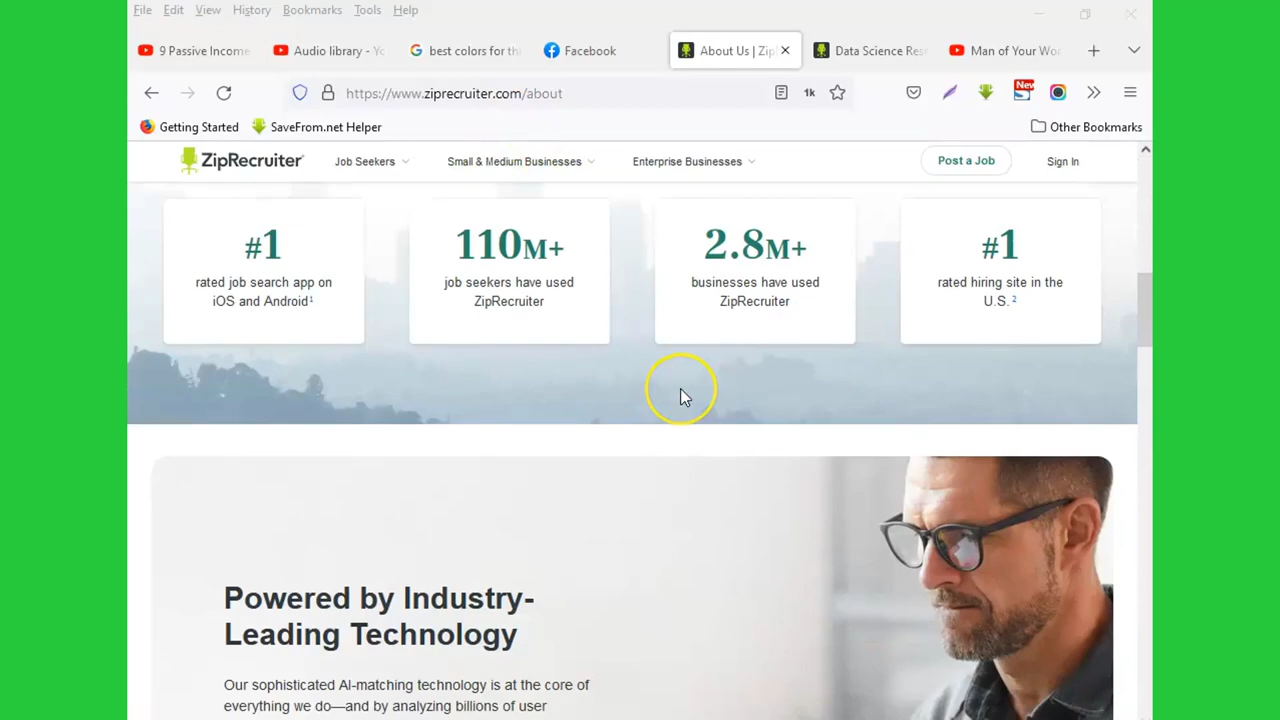 File Edit View History Bookmarks Tools Help
9 Passive Income Audio library - Yo best colors for thi Facebook About Us | Zip Data Science Res Man of Your Wo
https://www.ziprecruiter.com/about 1k New
Getting Started SaveFrom.net Helper Other Bookmarks
ZipRecruiter Job Seekers Small & Medium Businesses Enterprise Businesses Post a Job Sign In
#1
rated job search app on
iOS and Android¹
110M+
job seekers have used
ZipRecruiter
2.8M+
businesses have used
ZipRecruiter
#1
rated hiring site in the
U.S. ²
Powered by Industry-
Leading Technology
Our sophisticated AI-matching technology is at the core of
everything we do—and by analyzing billions of user